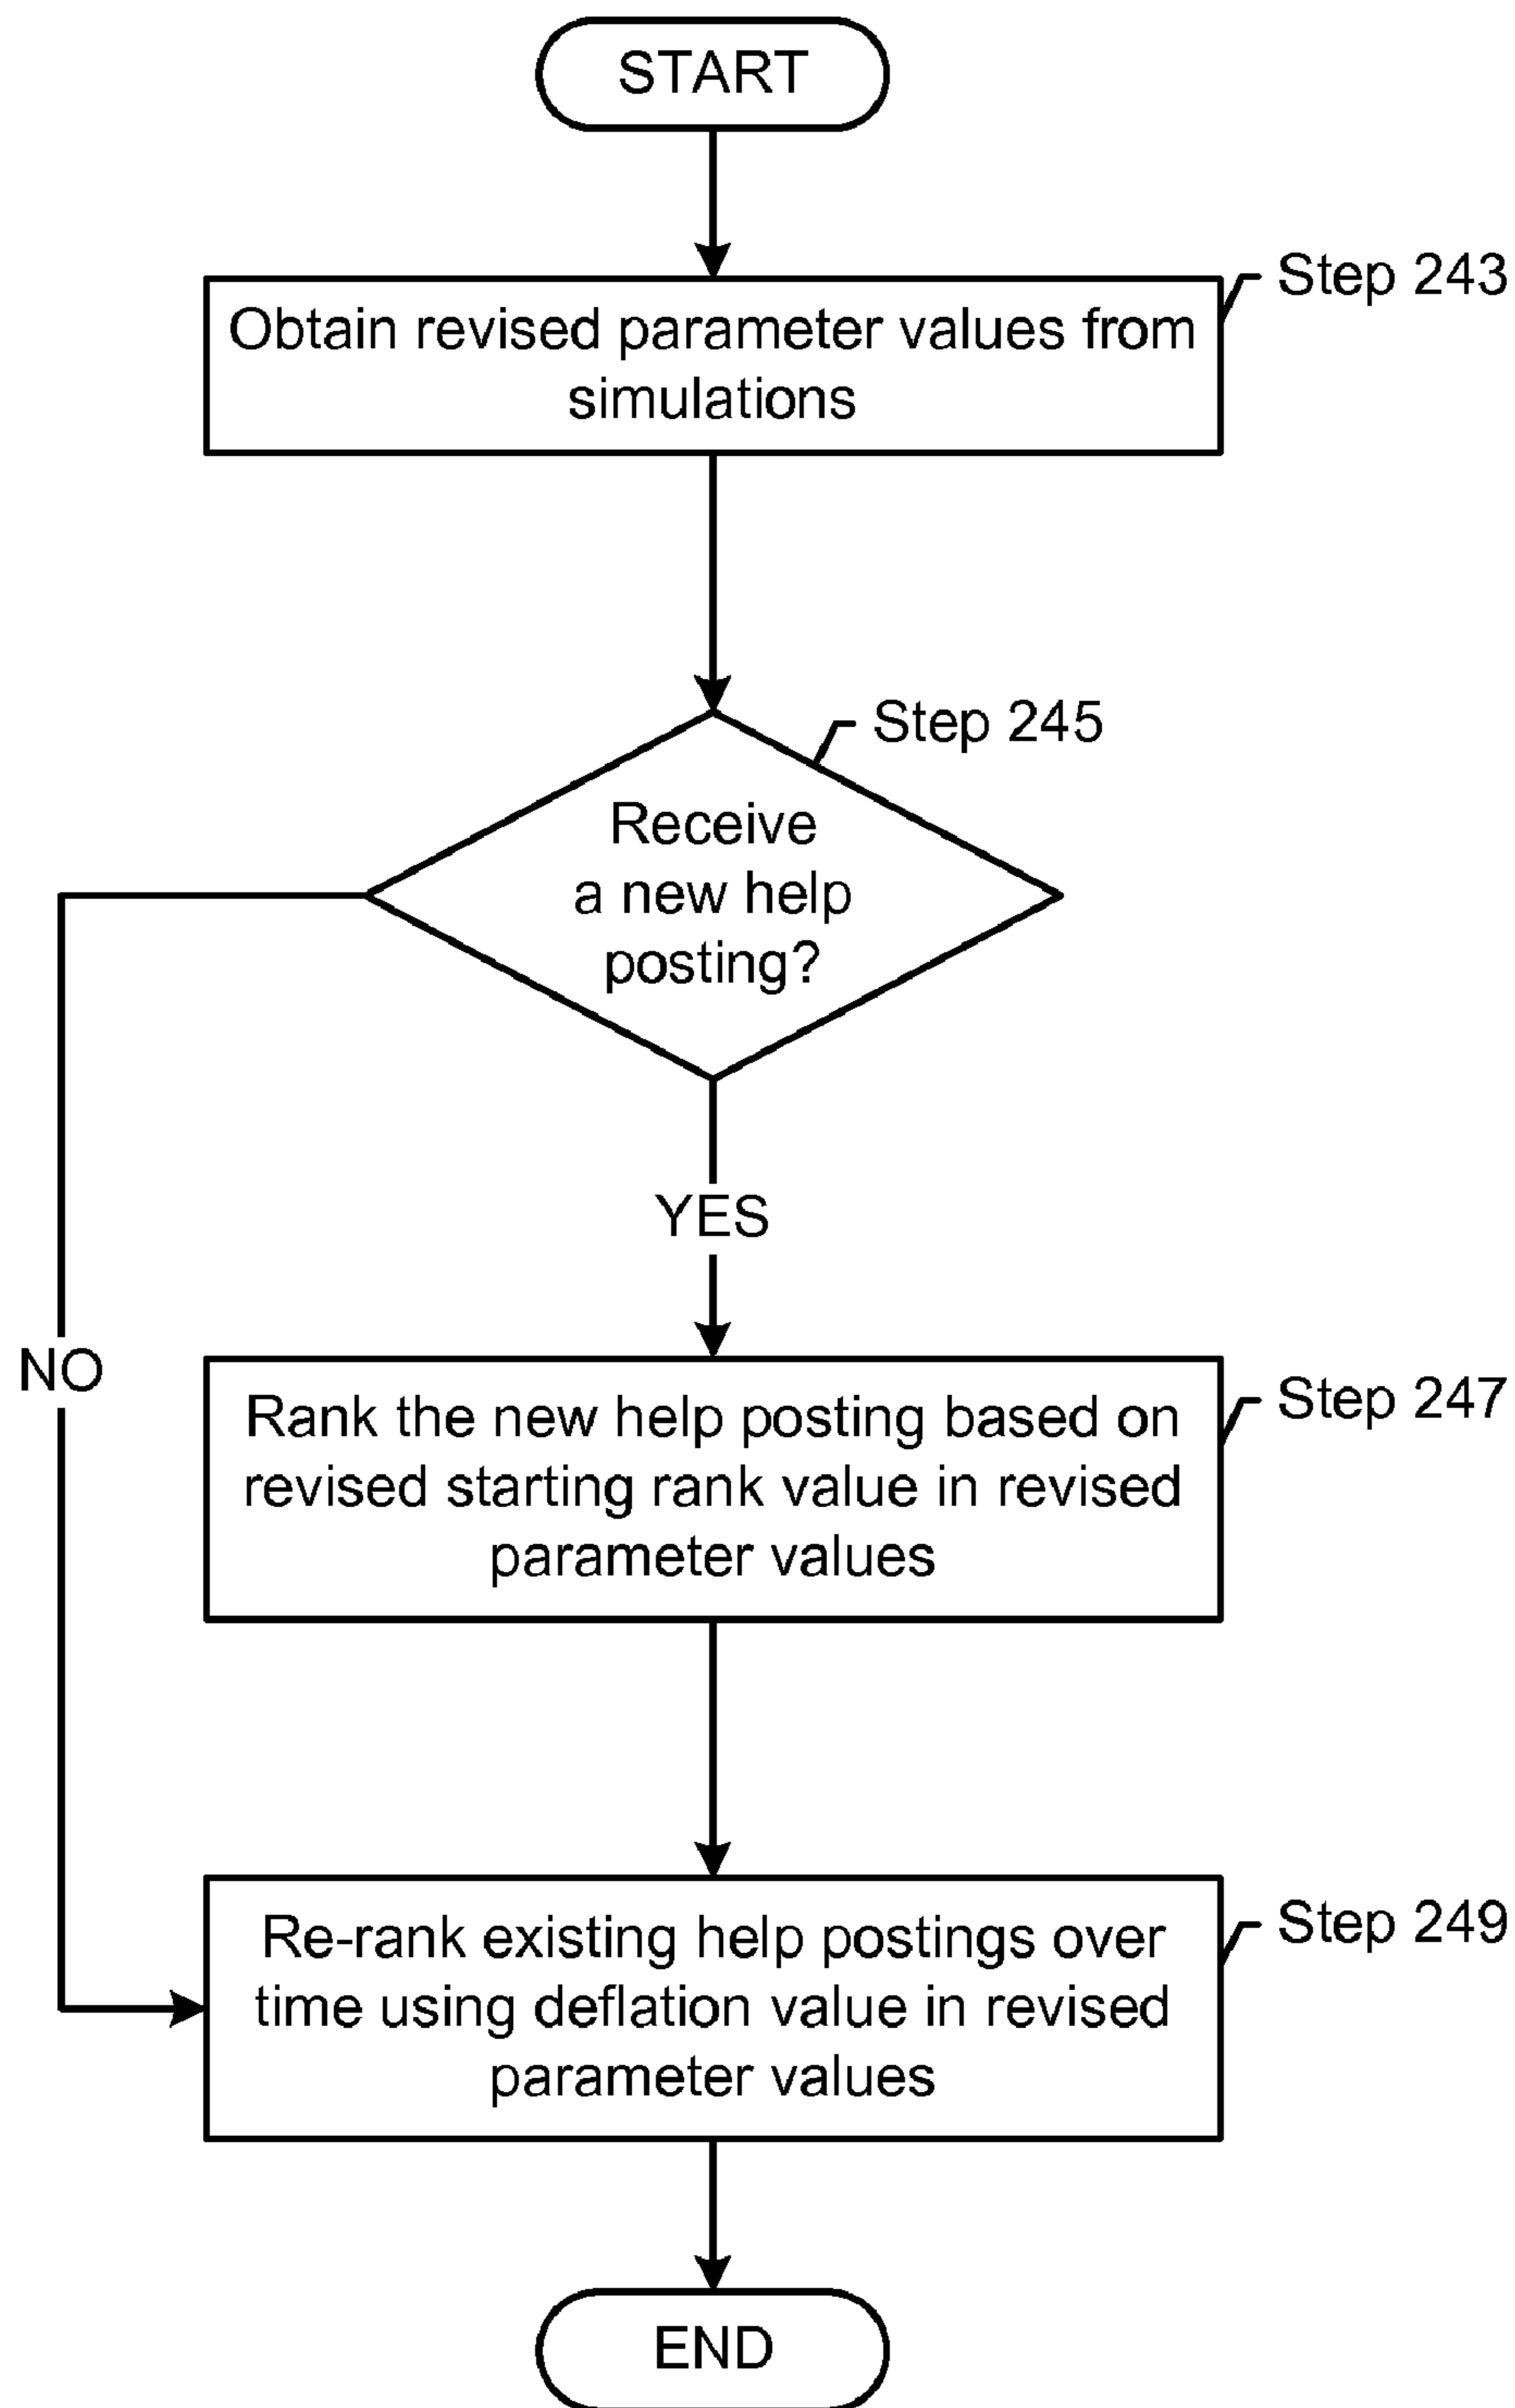 START
Step 243
Obtain revised parameter values from
simulations
Step 245
Receive
a new help
posting?
YES
NO
Step 247
Rank the new help posting based on
revised starting rank value in revised
parameter values
Step 249
Re-rank existing help postings over
time using deflation value in revised
parameter values
END